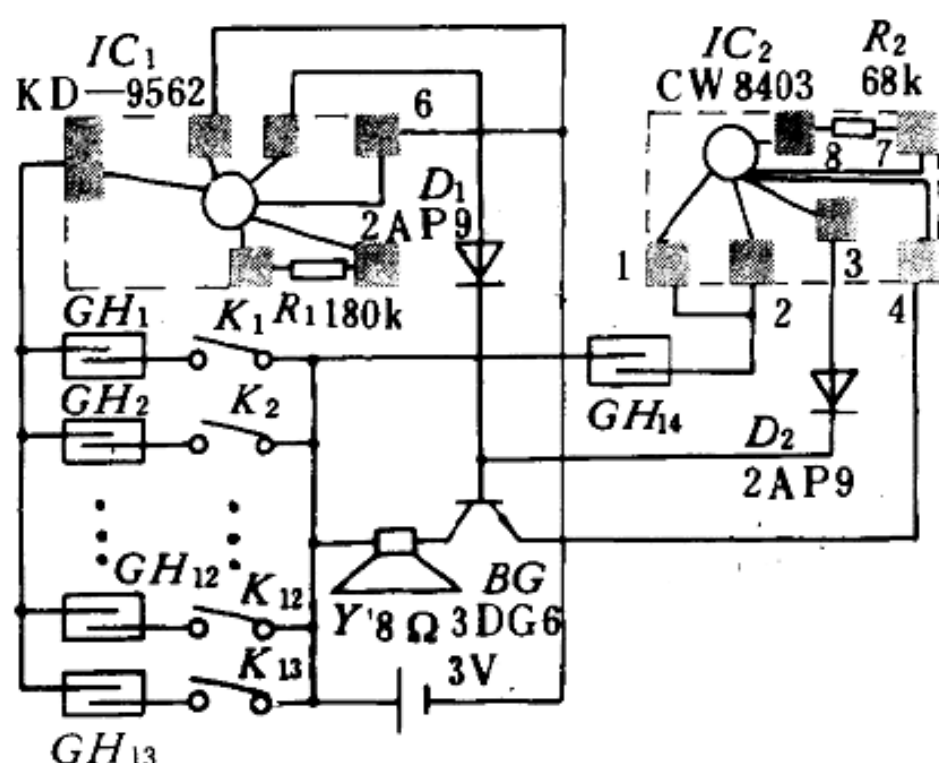 IC₁
KD—9562
6
D₁
2AP9
R₁ 180k
IC₂
CW8403
R₂
68k
8
7
1
2
3
4
GH₁
K₁
GH₂
K₂
GH₁₄
D₂
2AP9
GH₁₂
K₁₂
Y 8Ω
BG
3DG6
K₁₃
3V
GH₁₃